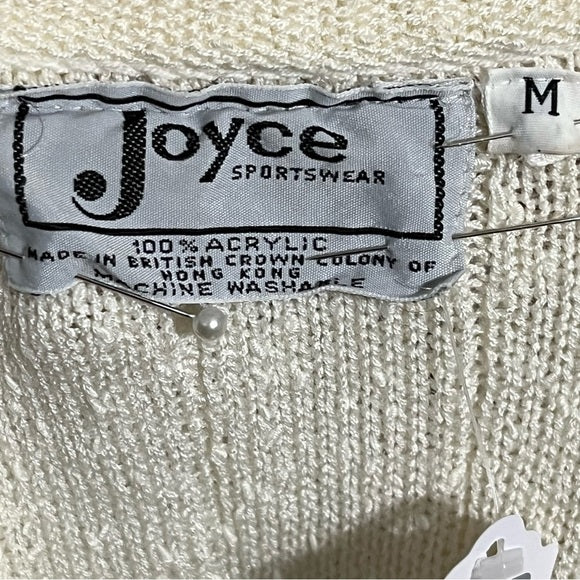 Joyce
SPORTSWEAR
M
100% ACRYLIC
MADE IN BRITISH CROWN COLONY OF
HONG KONG
MACHINE WASHABLE